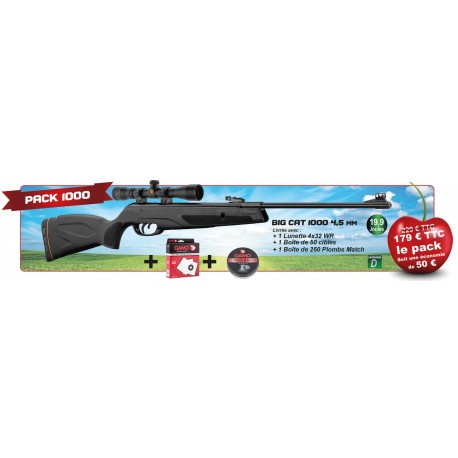 PACK 1000
BIG CAT 1000 4,5 MM
Livrée avec :
+ 1 Lunette 4x32 WR
+ 1 Boîte de 50 cibles
+ 1 Boîte de 250 Plombs Match
19.9
Joules
229 € TTC
179 € TTC
le pack
Soit une économie
de 50 €
D
+
+
GAMO
GAMO